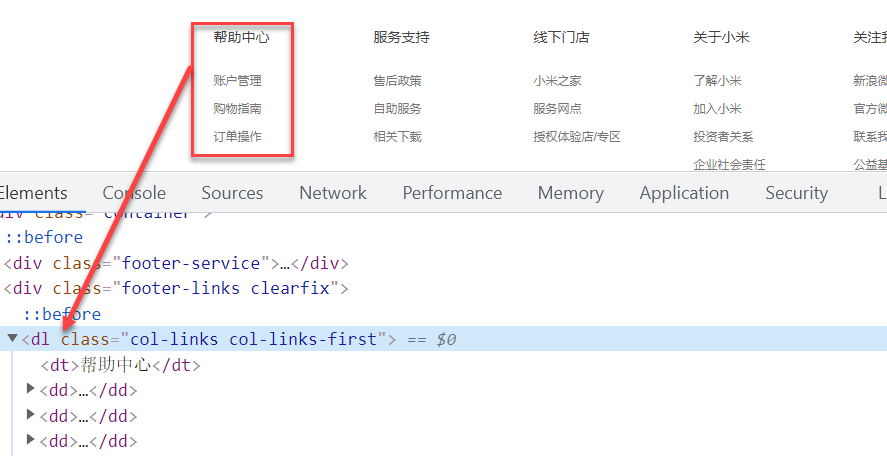 帮助中心 服务支持 线下门店 关于小米 关注我
账户管理 售后政策 小米之家 了解小米 新浪微
购物指南 自助服务 服务网点 加入小米 官方微
订单操作 相关下载 授权体验店/专区 投资者关系 联系我
企业社会责任 公益基
Elements Console Sources Network Performance Memory Application Security L
div class="container">
::before
<div class="footer-service">…</div>
<div class="footer-links clearfix">
::before
▼<dl class="col-links col-links-first"> == $0
<dt>帮助中心</dt>
▶<dd>…</dd>
▶<dd>…</dd>
▶<dd>…</dd>